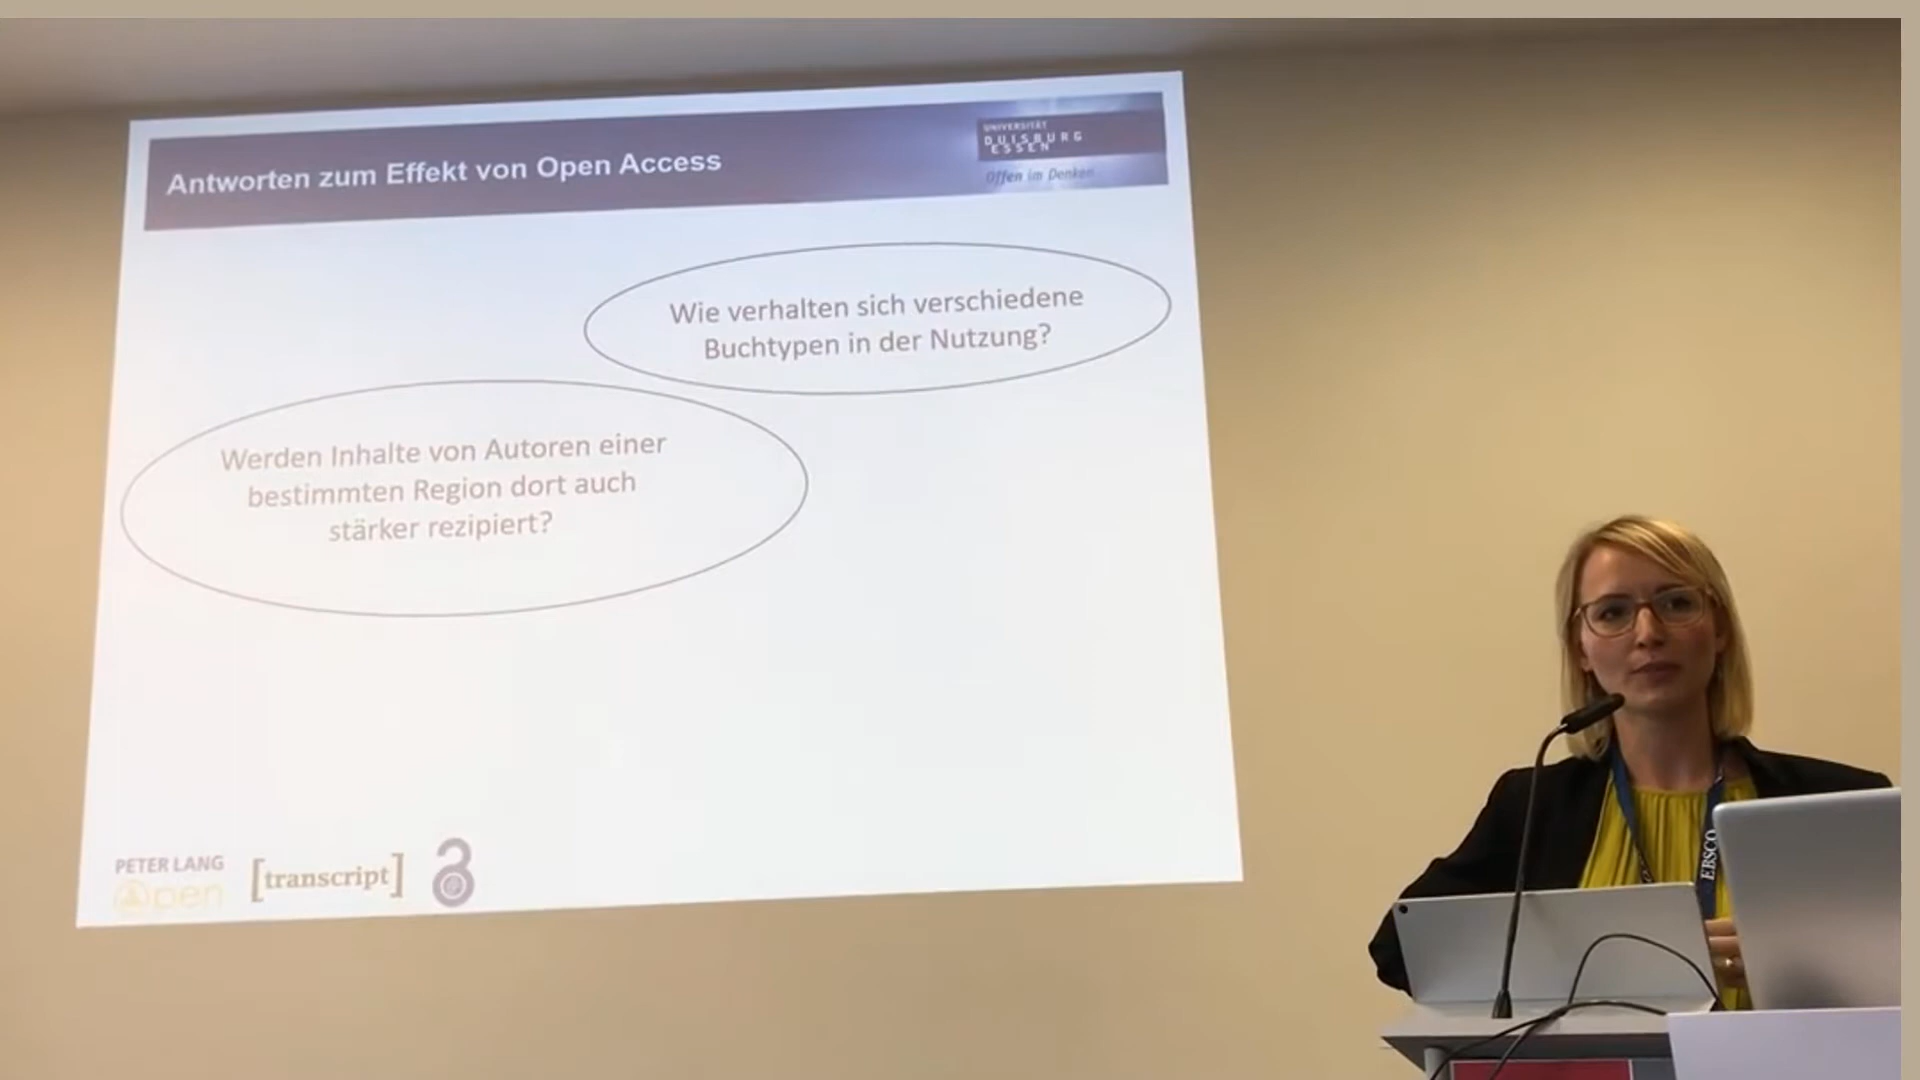 Antworten zum Effekt von Open Access
UNIVERSITÄT
DUISBURG
ESSEN
Offen im Denken
Wie verhalten sich verschiedene
Buchtypen in der Nutzung?
Werden Inhalte von Autoren einer
bestimmten Region dort auch
stärker rezipiert?
PETER LANG
Open
[transcript]
EBSCO